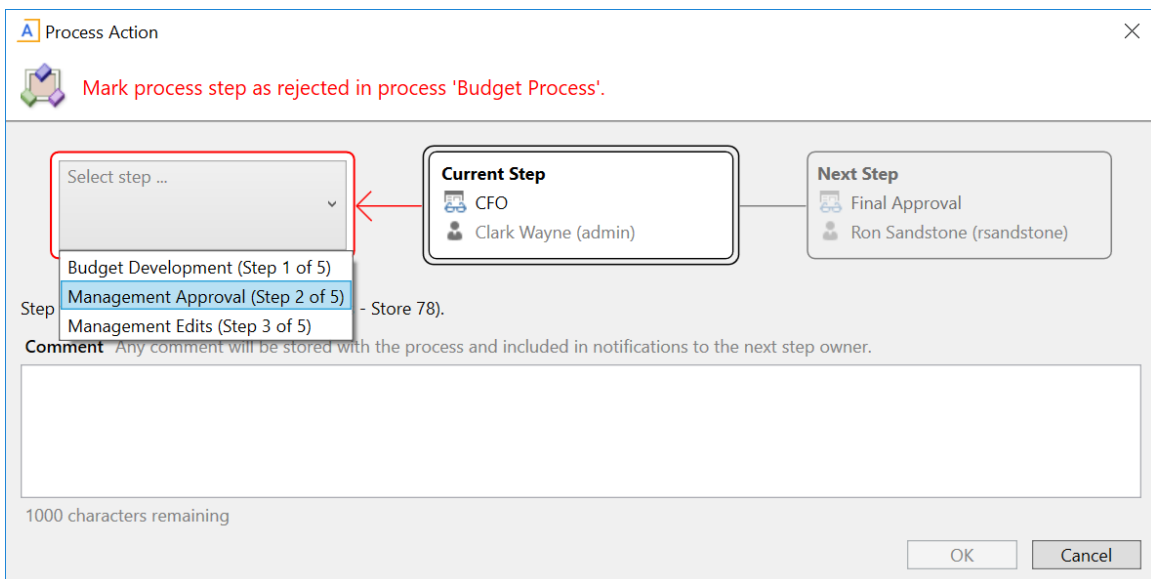 A Process Action
Mark process step as rejected in process 'Budget Process'.
Select step ...
Current Step
CFO
Clark Wayne (admin)
Next Step
Final Approval
Ron Sandstone (rsandstone)
Budget Development (Step 1 of 5)
Management Approval (Step 2 of 5)
Management Edits (Step 3 of 5)
Step - Store 78).
Comment Any comment will be stored with the process and included in notifications to the next step owner.
1000 characters remaining
OK Cancel